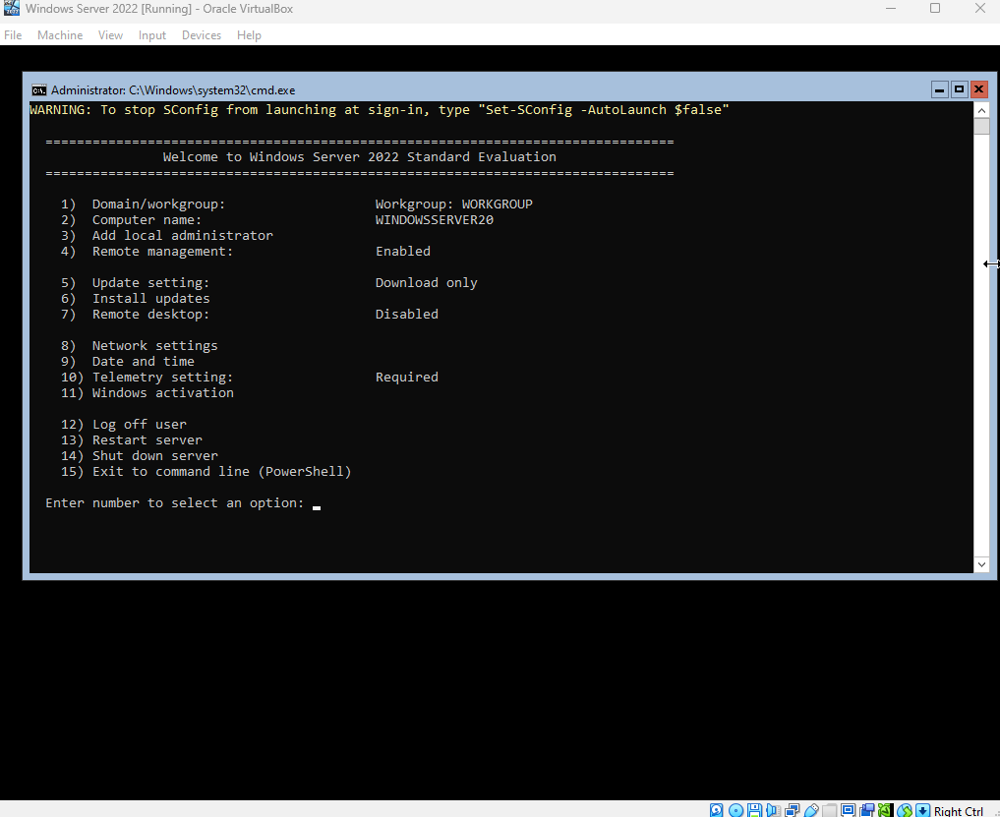 Windows Server 2022 [Running] - Oracle VirtualBox
File Machine View Input Devices Help
Administrator: C:\Windows\system32\cmd.exe
WARNING: To stop SConfig from launching at sign-in, type "Set-SConfig -AutoLaunch $false"
================================================================================
Welcome to Windows Server 2022 Standard Evaluation
================================================================================
1) Domain/workgroup: Workgroup: WORKGROUP
2) Computer name: WINDOWSSERVER20
3) Add local administrator
4) Remote management: Enabled
5) Update setting: Download only
6) Install updates
7) Remote desktop: Disabled
8) Network settings
9) Date and time
10) Telemetry setting: Required
11) Windows activation
12) Log off user
13) Restart server
14) Shut down server
15) Exit to command line (PowerShell)
Enter number to select an option:
Right Ctrl